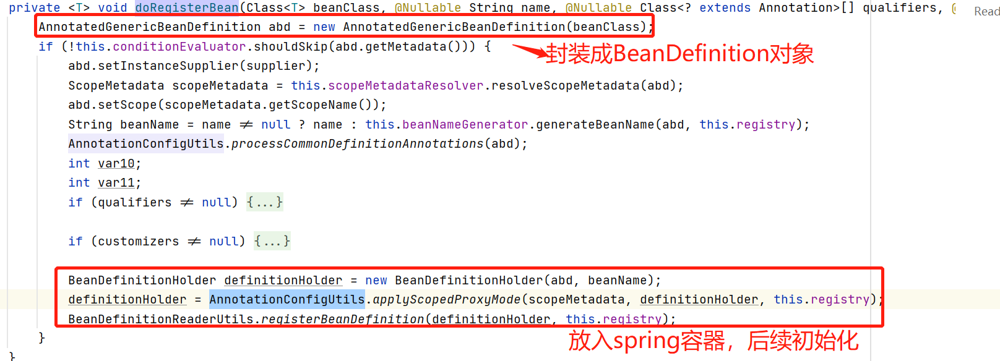 private <T> void doRegisterBean(Class<T> beanClass, @Nullable String name, @Nullable Class<? extends Annotation>[] qualifiers, @
Read
AnnotatedGenericBeanDefinition abd = new AnnotatedGenericBeanDefinition(beanClass);
if (!this.conditionEvaluator.shouldSkip(abd.getMetadata())) {
封装成BeanDefinition对象
abd.setInstanceSupplier(supplier);
ScopeMetadata scopeMetadata = this.scopeMetadataResolver.resolveScopeMetadata(abd);
abd.setScope(scopeMetadata.getScopeName());
String beanName = name != null ? name : this.beanNameGenerator.generateBeanName(abd, this.registry);
AnnotationConfigUtils.processCommonDefinitionAnnotations(abd);
int var10;
int var11;
if (qualifiers != null) {...}
if (customizers != null) {...}
BeanDefinitionHolder definitionHolder = new BeanDefinitionHolder(abd, beanName);
definitionHolder = AnnotationConfigUtils.applyScopedProxyMode(scopeMetadata, definitionHolder, this.registry);
BeanDefinitionReaderUtils.registerBeanDefinition(definitionHolder, this.registry);
}
放入spring容器，后续初始化
}